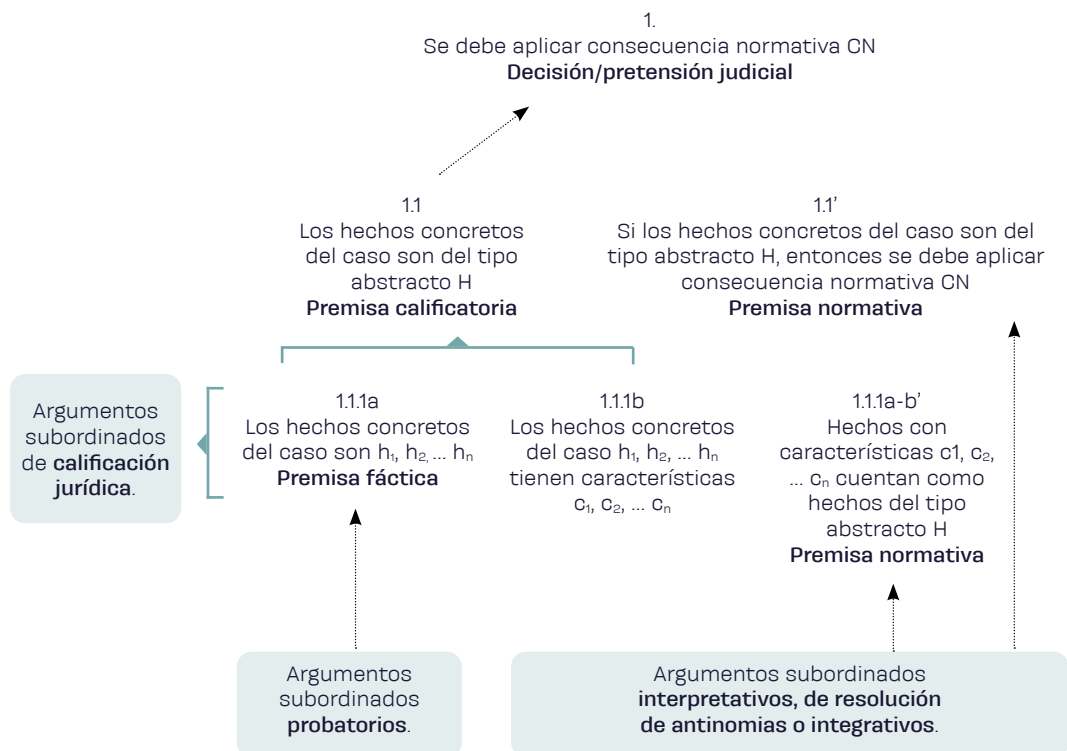 1.
Se debe aplicar consecuencia normativa CN
Decisión/pretensión judicial
1.1
Los hechos concretos
del caso son del tipo
abstracto H
Premisa calificatoria
1.1’
Si los hechos concretos del caso son del
tipo abstracto H, entonces se debe aplicar
consecuencia normativa CN
Premisa normativa
Argumentos
subordinados
de calificación
jurídica.
1.1.1a
Los hechos concretos
del caso son h₁, h₂, ... hₙ
Premisa fáctica
1.1.1b
Los hechos concretos
del caso h₁, h₂, ... hₙ
tienen características
c₁, c₂, ... cₙ
1.1.1a-b’
Hechos con
características c1, c₂,
... cₙ cuentan como
hechos del tipo
abstracto H
Premisa normativa
Argumentos
subordinados
probatorios.
Argumentos subordinados
interpretativos, de resolución
de antinomias o integrativos.